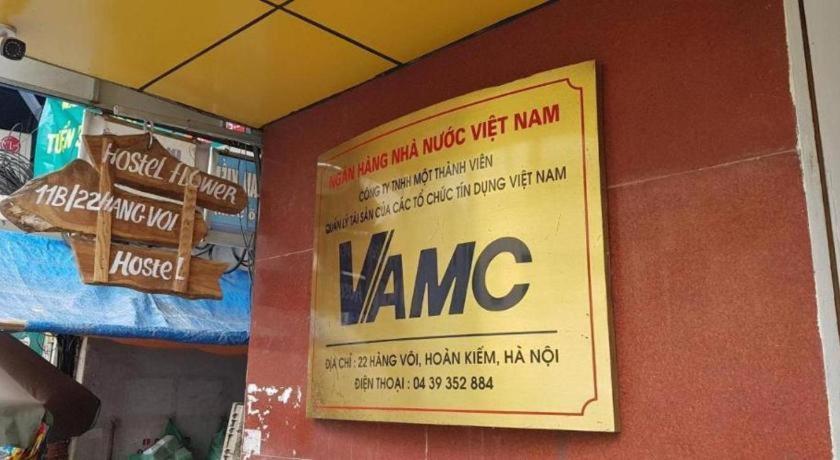 HOSTEL FLOWER
11B/22 HANG VOI
HOSTEL
NGÂN HÀNG NHÀ NƯỚC VIỆT NAM
CÔNG TY TNHH MỘT THÀNH VIÊN
QUẢN LÝ TÀI SẢN CỦA CÁC TỔ CHỨC TÍN DỤNG VIỆT NAM
VAMC
ĐỊA CHỈ : 22 HÀNG VÔI, HOÀN KIẾM, HÀ NỘI
ĐIỆN THOẠI : 04 39 352 884